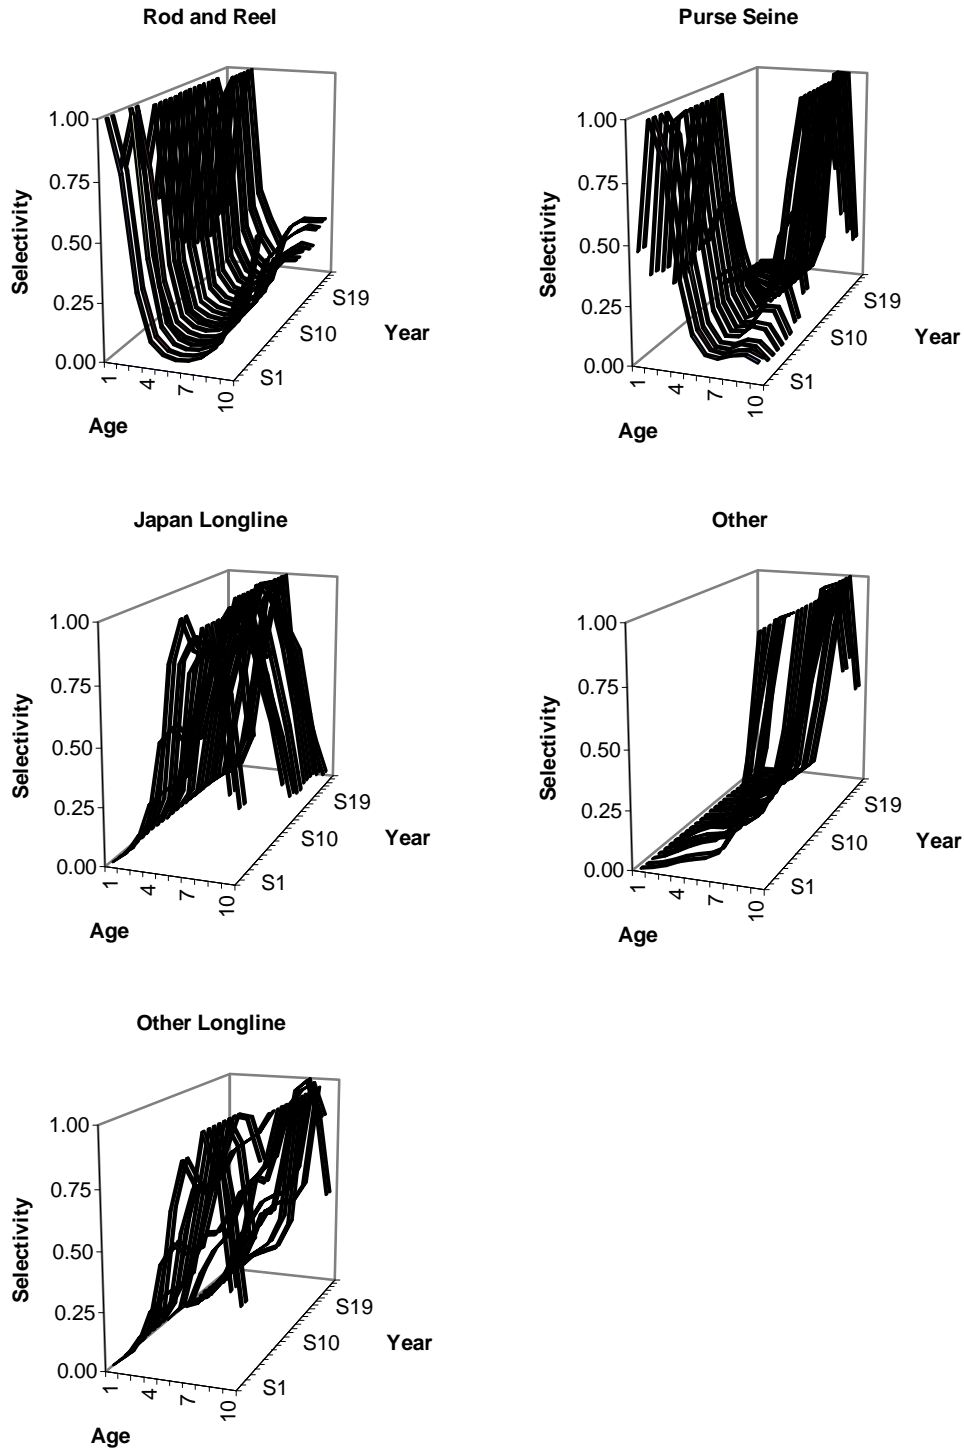 Rod and Reel
1.00
0.75
0.50
0.25
0.00
Selectivity
1
4
7
10
Age
S1
S10
S19
Year
Purse Seine
1.00
0.75
0.50
0.25
0.00
Selectivity
1
4
7
10
Age
S1
S10
S19
Year
Japan Longline
1.00
0.75
0.50
0.25
0.00
Selectivity
1
4
7
10
Age
S1
S10
S19
Year
Other
1.00
0.75
0.50
0.25
0.00
Selectivity
1
4
7
10
Age
S1
S10
S19
Year
Other Longline
1.00
0.75
0.50
0.25
0.00
Selectivity
1
4
7
10
Age
S1
S10
S19
Year